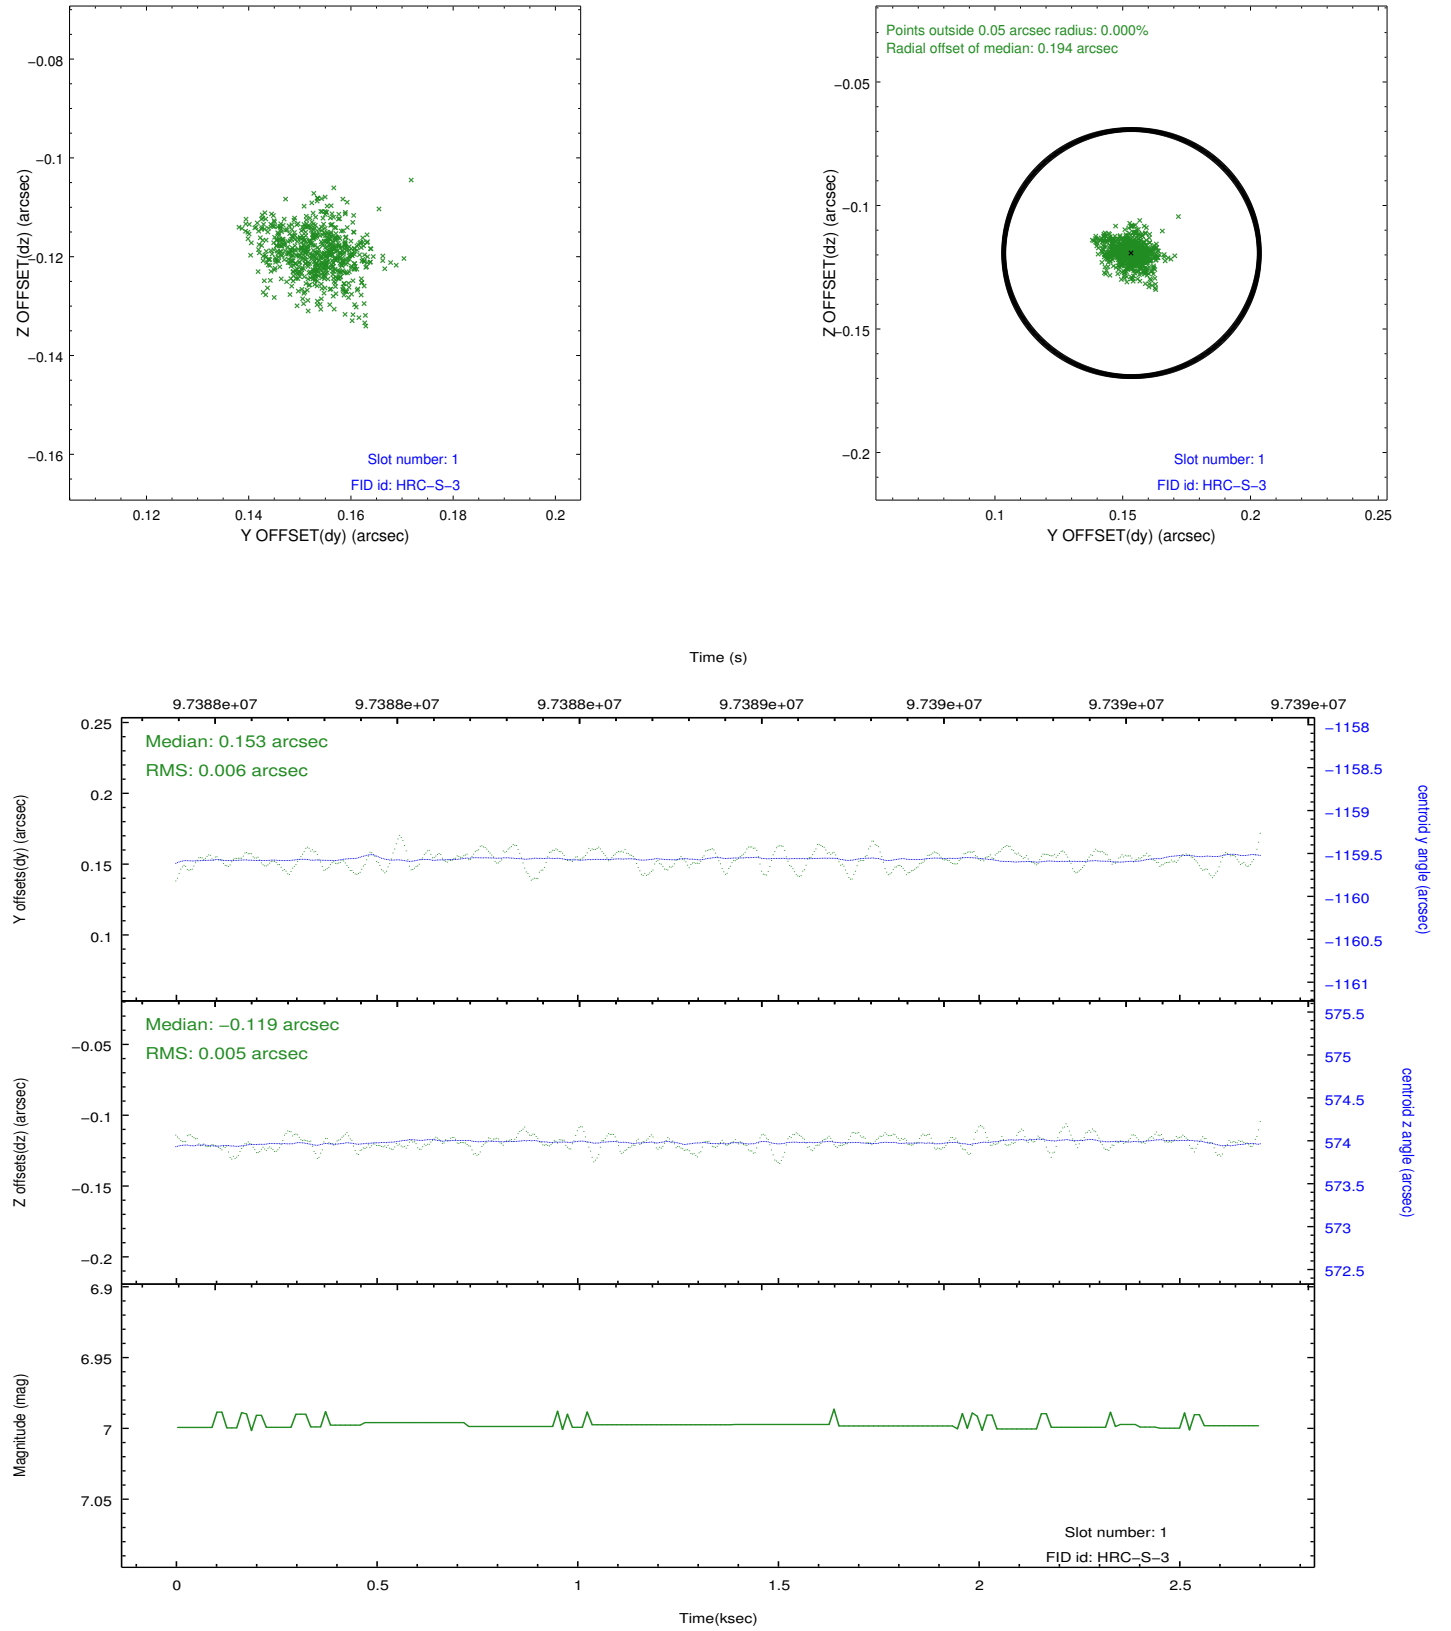 −0.08
−0.1
−0.12
−0.14
−0.16
Z OFFSET(dz) (arcsec)
Slot number: 1
FID id: HRC−S−3
0.12
0.14
0.16
0.18
0.2
Y OFFSET(dy) (arcsec)
Points outside 0.05 arcsec radius: 0.000%
Radial offset of median: 0.194 arcsec
−0.05
−0.1
−0.15
−0.2
Z OFFSET(dz) (arcsec)
Slot number: 1
FID id: HRC−S−3
0.1
0.15
0.2
0.25
Y OFFSET(dy) (arcsec)
Time (s)
9.7388e+07
9.7388e+07
9.7388e+07
9.7389e+07
9.739e+07
9.739e+07
9.739e+07
0.25
0.2
0.15
0.1
Y offsets(dy) (arcsec)
Median: 0.153 arcsec
RMS: 0.006 arcsec
−1158
−1158.5
−1159
−1159.5
−1160
−1160.5
−1161
centroid y angle (arcsec)
−0.05
−0.1
−0.15
−0.2
Z offsets(dz) (arcsec)
Median: −0.119 arcsec
RMS: 0.005 arcsec
575.5
575
574.5
574
573.5
573
572.5
centroid z angle (arcsec)
6.9
6.95
7
7.05
Magnitude (mag)
Slot number: 1
FID id: HRC−S−3
0
0.5
1
1.5
2
2.5
Time(ksec)